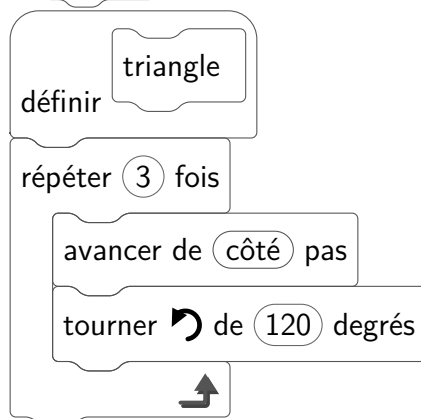 définir triangle
répéter 3 fois
avancer de côté pas
tourner de 120 degrés